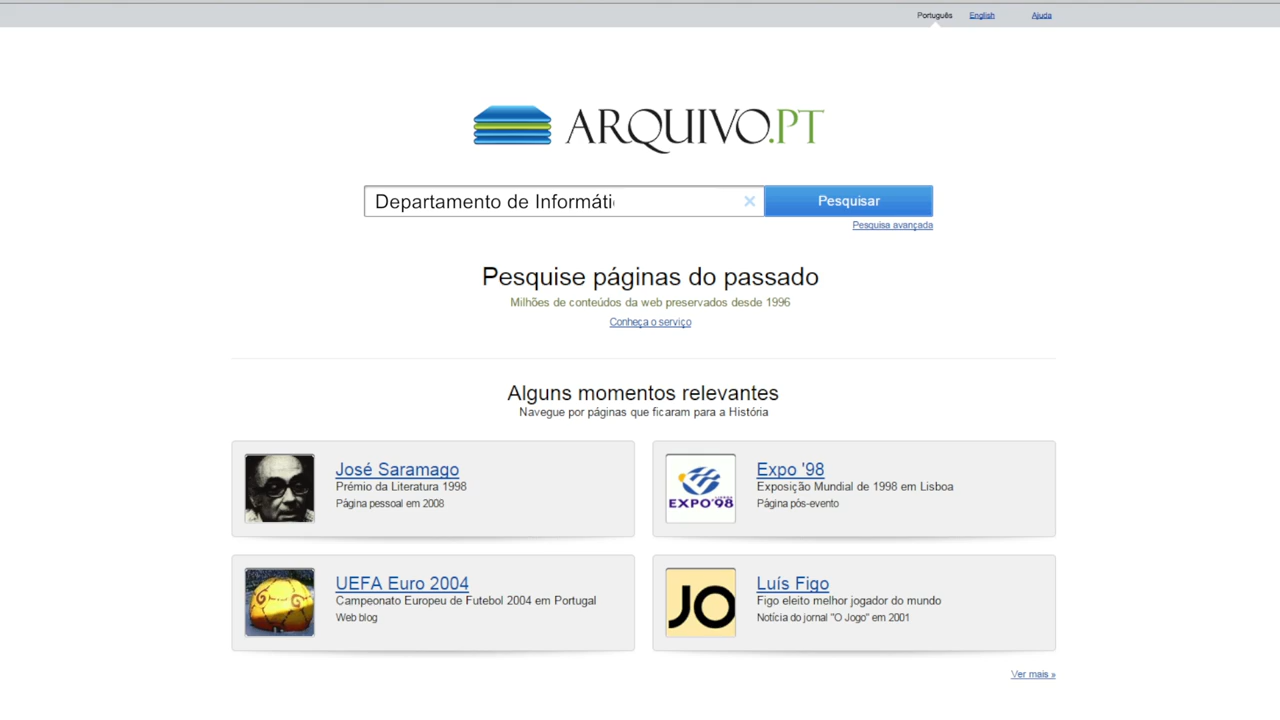 Português English Ajuda
ARQUIVO.PT
Departamento de Informáti
Pesquisar
Pesquisa avançada
Pesquise páginas do passado
Milhões de conteúdos da web preservados desde 1996
Conheça o serviço
Alguns momentos relevantes
Navegue por páginas que ficaram para a História
José Saramago
Prémio da Literatura 1998
Página pessoal em 2008
LISBOA
EXPO'98
Expo '98
Exposição Mundial de 1998 em Lisboa
Página pós-evento
UEFA Euro 2004
Campeonato Europeu de Futebol 2004 em Portugal
Web blog
JO
Luís Figo
Figo eleito melhor jogador do mundo
Notícia do jornal "O Jogo" em 2001
Ver mais »